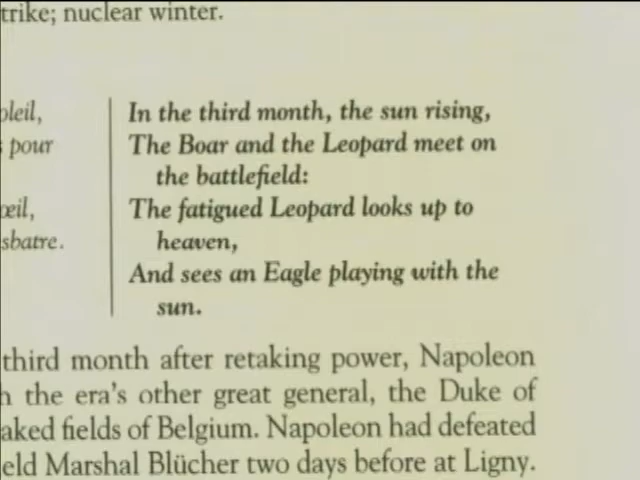 trike; nuclear winter.
oleil,
pour
œil,
sbatre.
In the third month, the sun rising,
The Boar and the Leopard meet on
the battlefield:
The fatigued Leopard looks up to
heaven,
And sees an Eagle playing with the
sun.
third month after retaking power, Napoleon
h the era's other great general, the Duke of
aked fields of Belgium. Napoleon had defeated
eld Marshal Blücher two days before at Ligny.